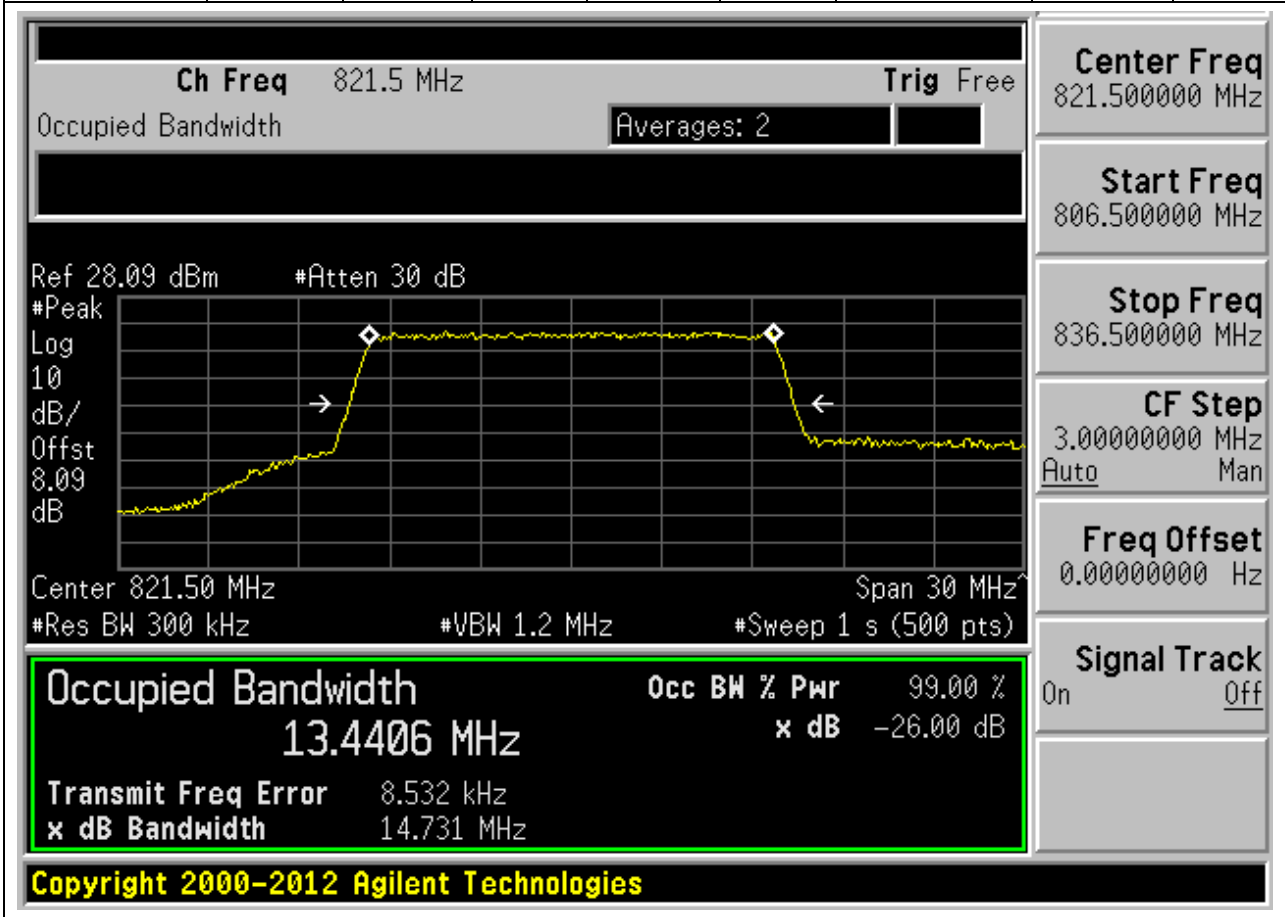 Ch Freq 821.5 MHz Trig Free
Occupied Bandwidth Averages: 2
Ref 28.09 dBm #Atten 30 dB
#Peak
Log
10
dB/
Offst
8.09
dB
Center 821.50 MHz Span 30 MHz^
#Res BW 300 kHz #VBW 1.2 MHz #Sweep 1 s (500 pts)
Occupied Bandwidth Occ BW % Pwr 99.00 %
13.4406 MHz x dB -26.00 dB
Transmit Freq Error 8.532 kHz
x dB Bandwidth 14.731 MHz
Center Freq
821.500000 MHz
Start Freq
806.500000 MHz
Stop Freq
836.500000 MHz
CF Step
3.00000000 MHz
Auto Man
Freq Offset
0.00000000 Hz
Signal Track
On Off
Copyright 2000-2012 Agilent Technologies